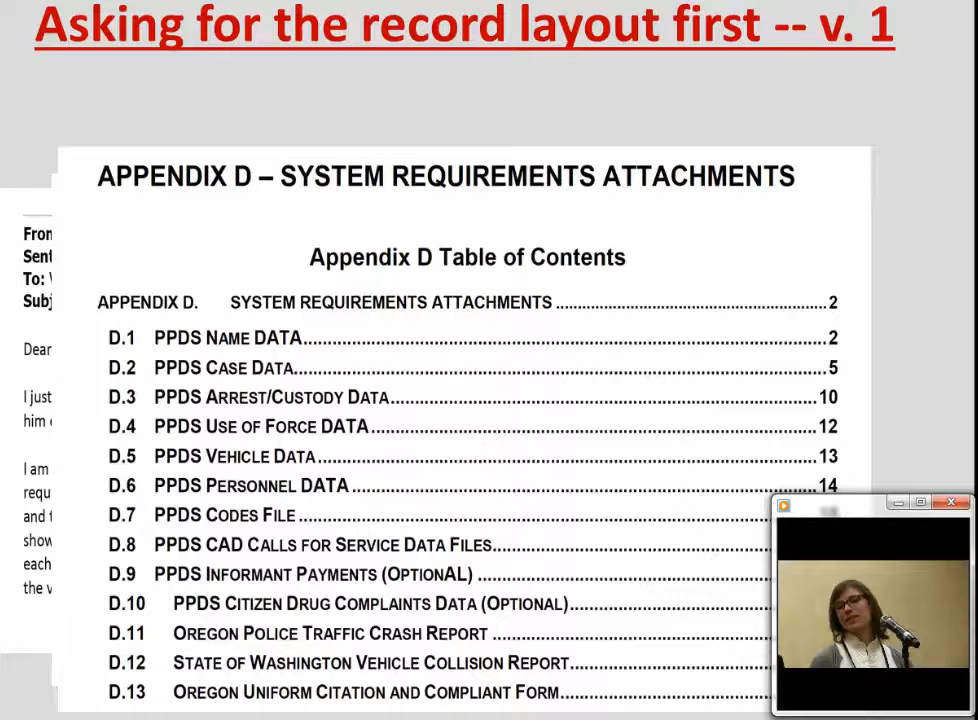 Asking for the record layout first -- v. 1
APPENDIX D – SYSTEM REQUIREMENTS ATTACHMENTS
Appendix D Table of Contents
APPENDIX D. SYSTEM REQUIREMENTS ATTACHMENTS 2
D.1 PPDS NAME DATA 2
D.2 PPDS CASE DATA 5
D.3 PPDS ARREST/CUSTODY DATA 10
D.4 PPDS USE OF FORCE DATA 12
D.5 PPDS VEHICLE DATA 13
D.6 PPDS PERSONNEL DATA 14
D.7 PPDS CODES FILE
D.8 PPDS CAD CALLS FOR SERVICE DATA FILES
D.9 PPDS INFORMANT PAYMENTS (OPTIONAL)
D.10 PPDS CITIZEN DRUG COMPLAINTS DATA (OPTIONAL)
D.11 OREGON POLICE TRAFFIC CRASH REPORT
D.12 STATE OF WASHINGTON VEHICLE COLLISION REPORT
D.13 OREGON UNIFORM CITATION AND COMPLIANT FORM
To:
Dear
I just
him
I am
and
each
the